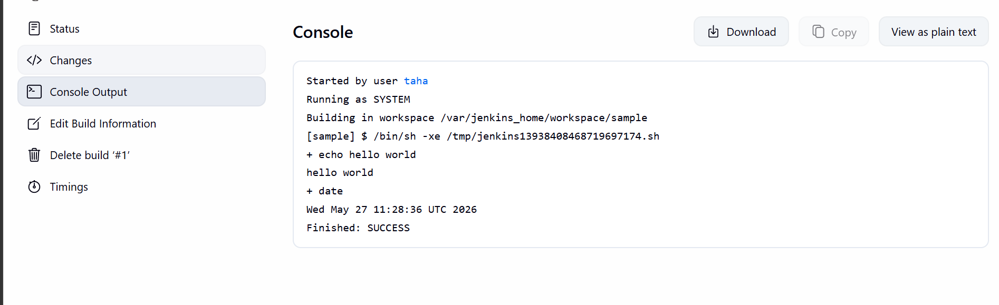 Status
Changes
Console Output
Edit Build Information
Delete build ‘#1’
Timings
Console
Download
Copy
View as plain text
Started by user taha
Running as SYSTEM
Building in workspace /var/jenkins_home/workspace/sample
[sample] $ /bin/sh -xe /tmp/jenkins13938408468719697174.sh
+ echo hello world
hello world
+ date
Wed May 27 11:28:36 UTC 2026
Finished: SUCCESS